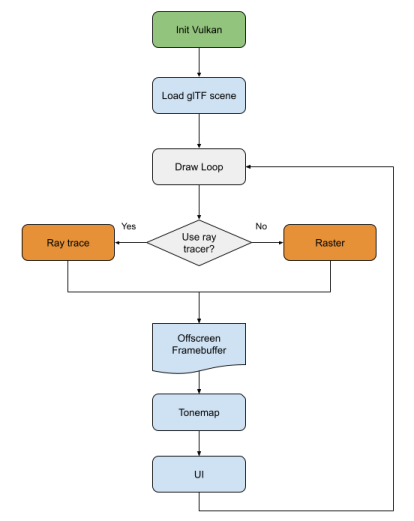 Init Vulkan
Load glTF scene
Draw Loop
Use ray
tracer?
Yes
No
Ray trace
Raster
Offscreen
Framebuffer
Tonemap
UI